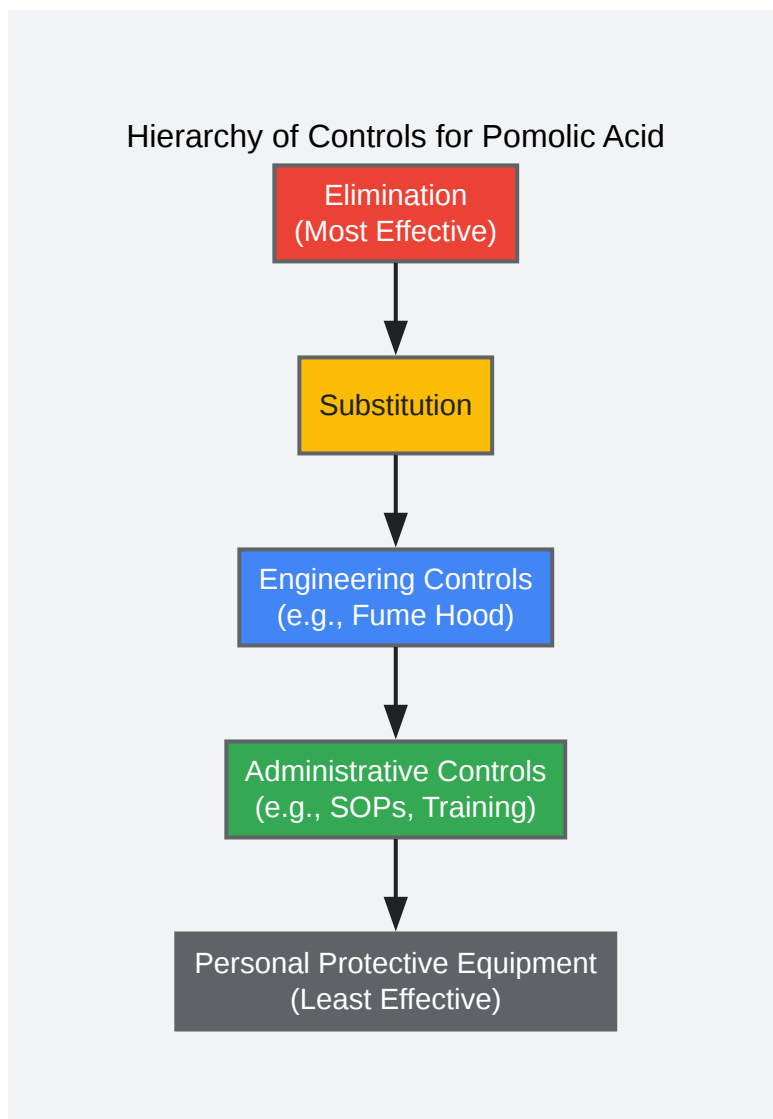 Hierarchy of Controls for Pomolic Acid
Elimination
(Most Effective)
Substitution
Engineering Controls
(e.g., Fume Hood)
Administrative Controls
(e.g., SOPs, Training)
Personal Protective Equipment
(Least Effective)